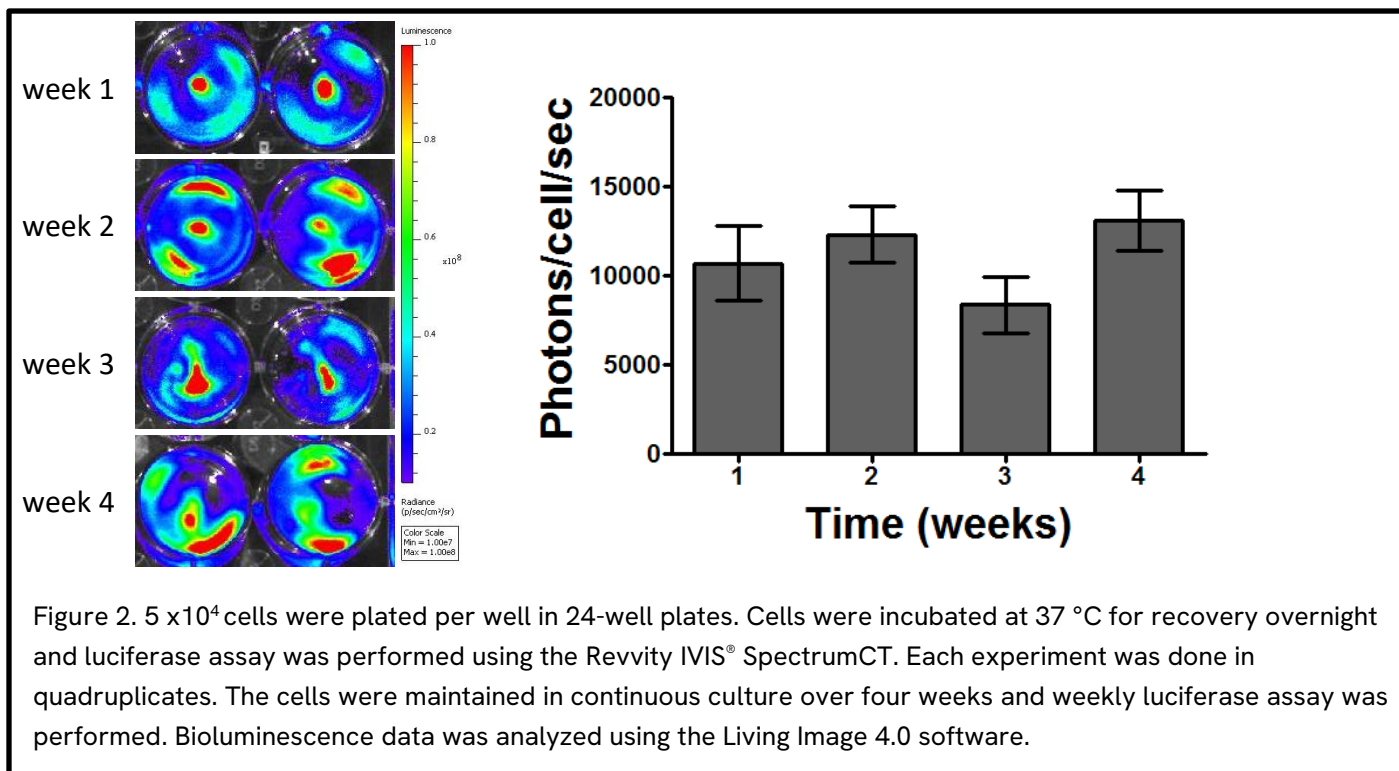 week 1
week 2
week 3
week 4
Luminescence
1.0
0.8
0.6
x10⁸
0.4
0.2
Radiance
(p/sec/cm²/sr)
Color Scale
Min = 1.00e7
Max = 1.00e8
Photons/cell/sec
20000
15000
10000
5000
0
1 2 3 4
Time (weeks)
Figure 2. 5 x10⁴ cells were plated per well in 24-well plates. Cells were incubated at 37 °C for recovery overnight
and luciferase assay was performed using the Revvity IVIS® SpectrumCT. Each experiment was done in
quadruplicates. The cells were maintained in continuous culture over four weeks and weekly luciferase assay was
performed. Bioluminescence data was analyzed using the Living Image 4.0 software.